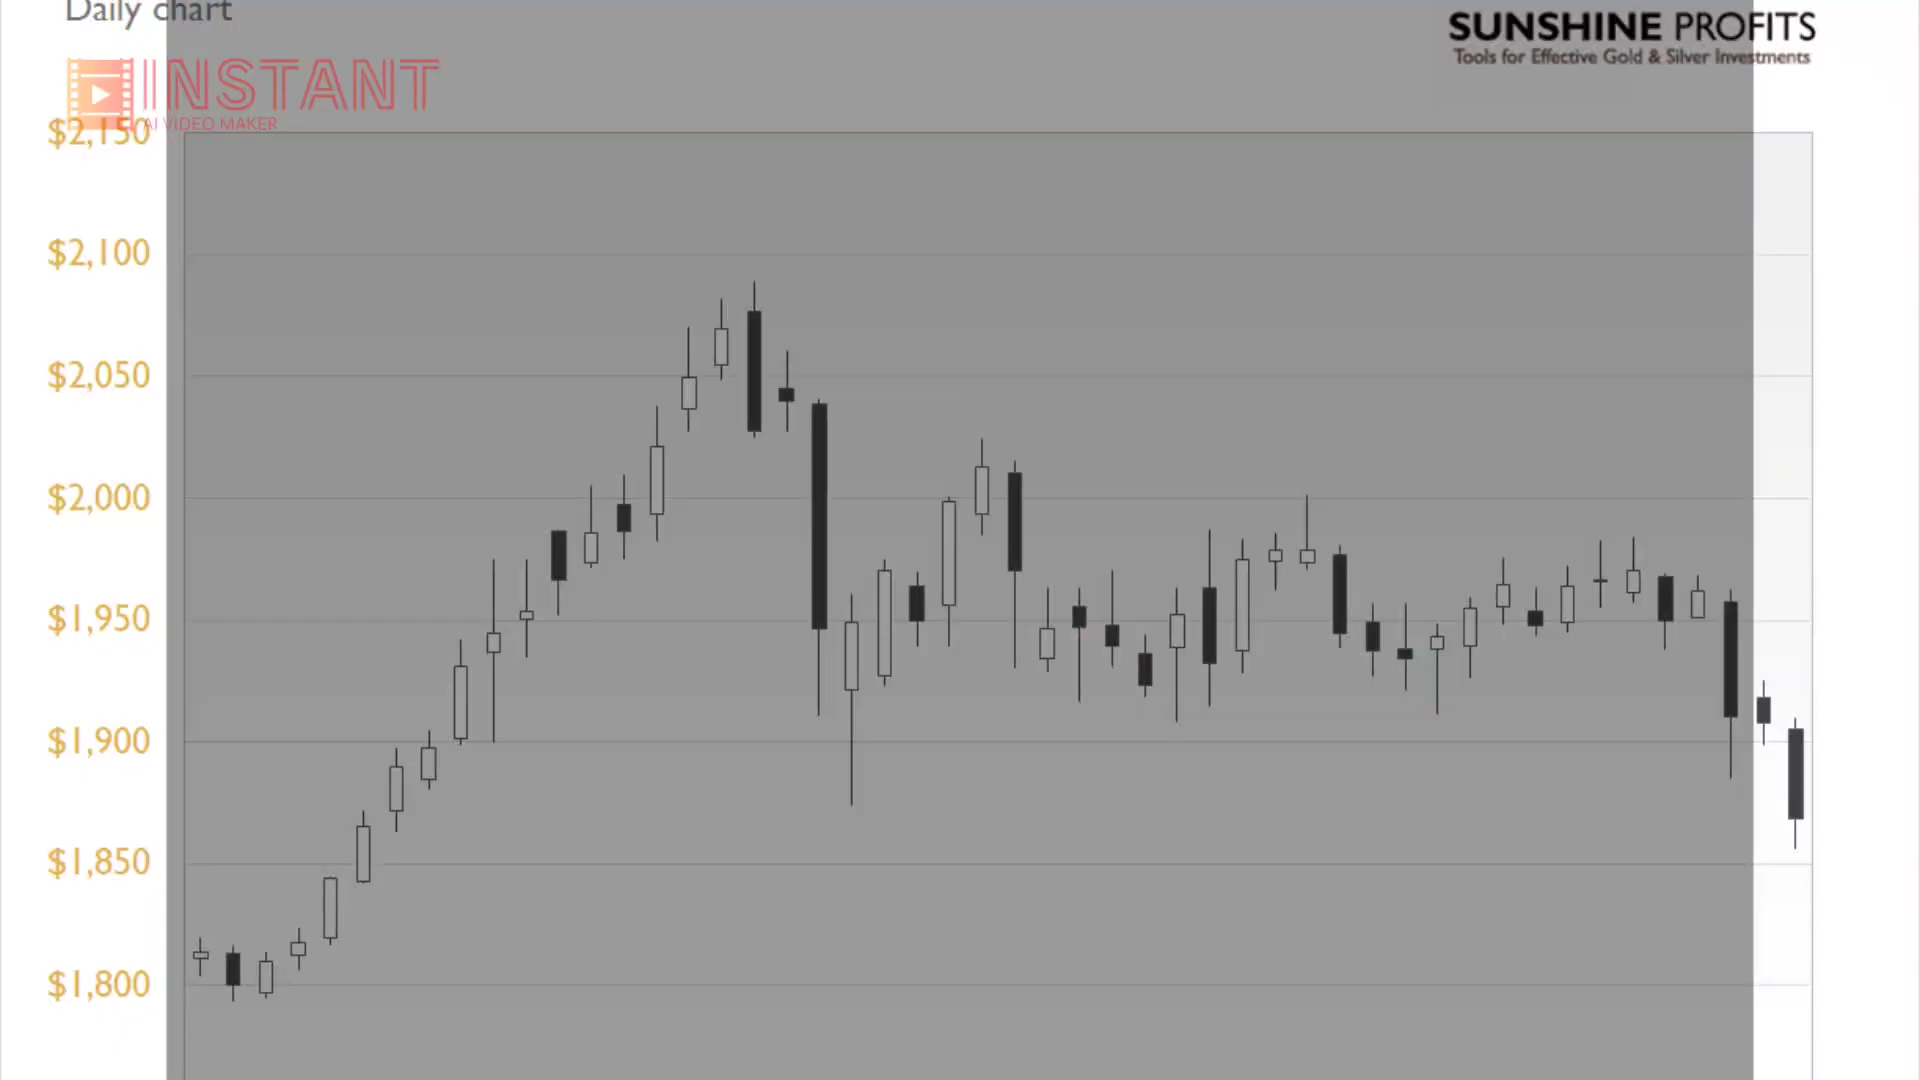 Daily chart
SUNSHINE PROFITS
Tools for Effective Gold & Silver Investments
INSTANT
AI VIDEO MAKER
$2,150
$2,100
$2,050
$2,000
$1,950
$1,900
$1,850
$1,800